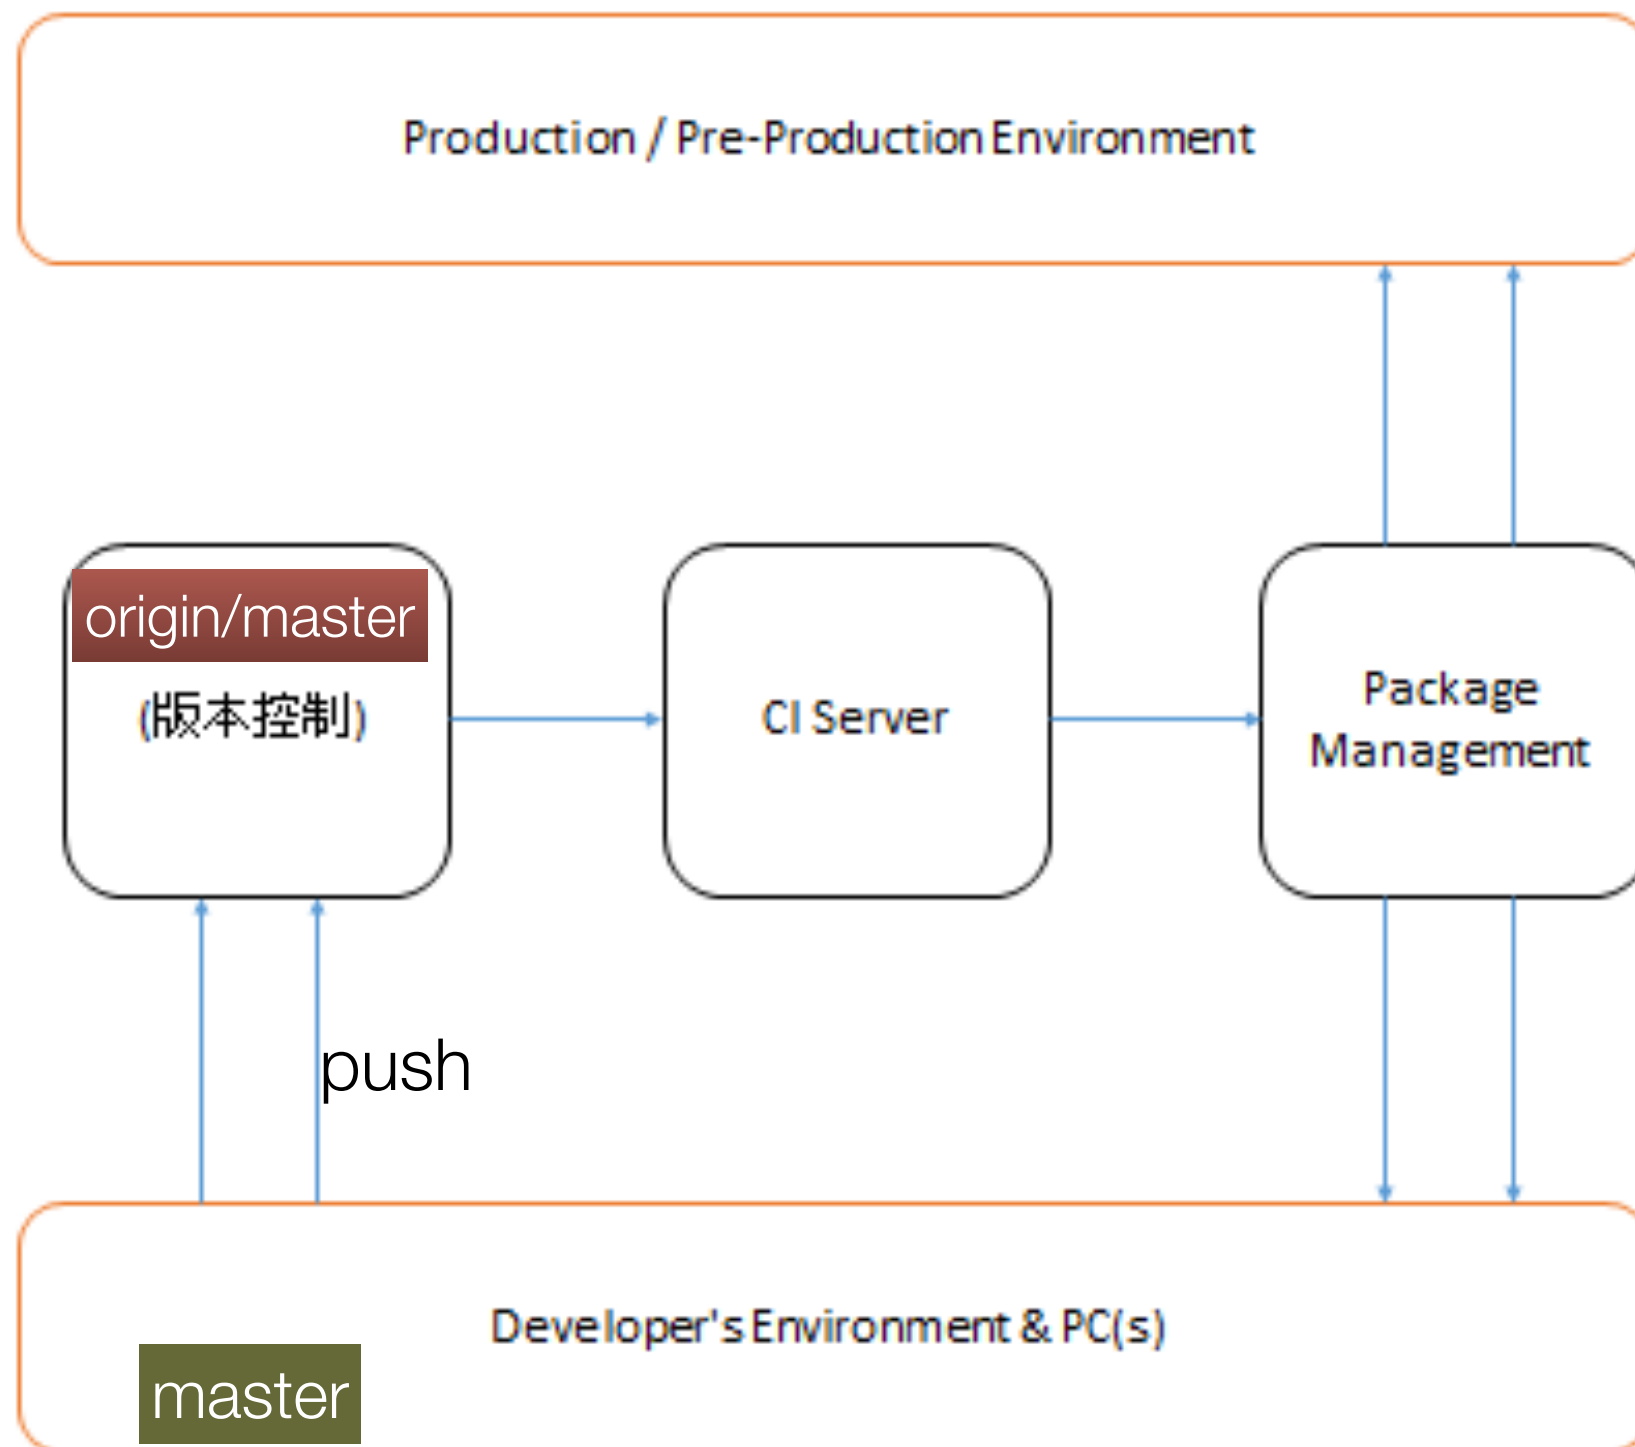 Production / Pre-Production Environment
origin/master
(版本控制)
CI Server
Package
Management
push
Developer's Environment & PC(s)
master